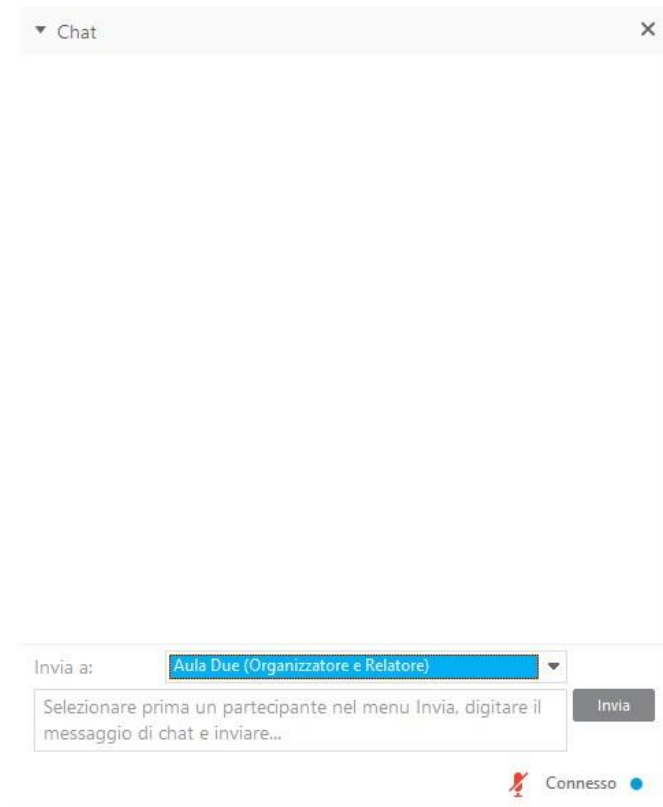 Chat
Invia a:
Aula Due (Organizzatore e Relatore)
Selezionare prima un partecipante nel menu Invia, digitare il
messaggio di chat e inviare...
Invia
Connesso